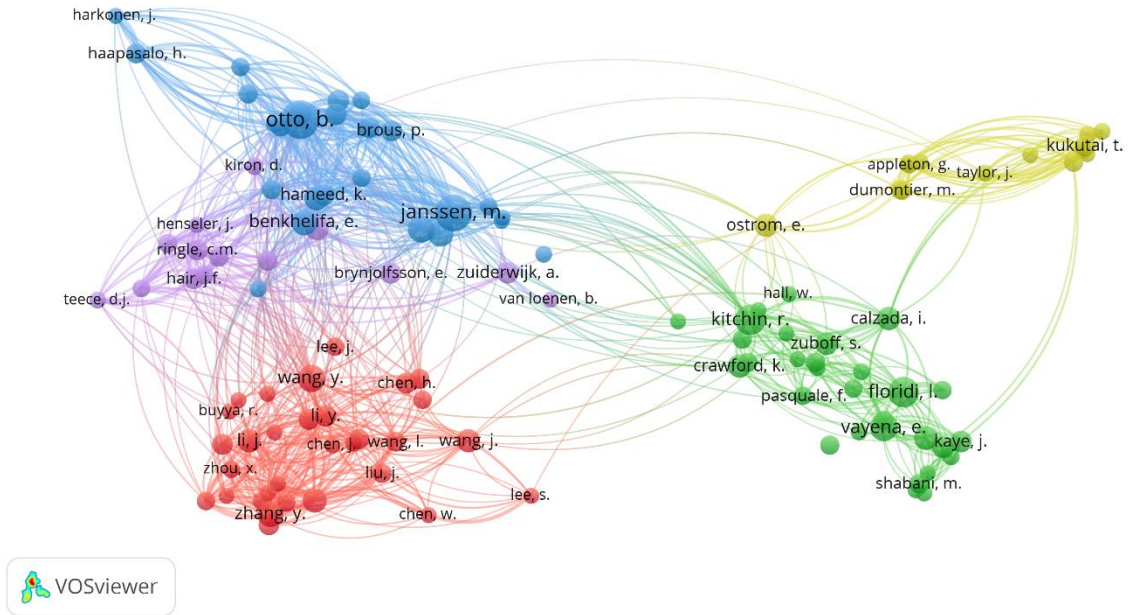 harkonen, j.
haapasalo, h.
otto, b.
brous, p.
kiron, d.
hameed, k.
henseler, j.
benkhelifa, e.
janssen, m.
ringle, c.m.
hair, j.f.
brynjolfsson, e.
zuiderwijk, a.
teece, d.j.
van loenen, b.
kukutai, t.
appleton, g.
taylor, j.
dumontier, m.
ostrom, e.
hall, w.
kitchin, r.
calzada, i.
zuboff, s.
crawford, k.
pasquale, f.
floridi, l.
vayena, e.
kaye, j.
shabani, m.
lee, j.
wang, y.
chen, h.
buyya, r.
li, y.
li, j.
chen, j.
wang, l.
wang, j.
zhou, x.
liu, j.
lee, s.
zhang, y.
chen, w.
VOSviewer